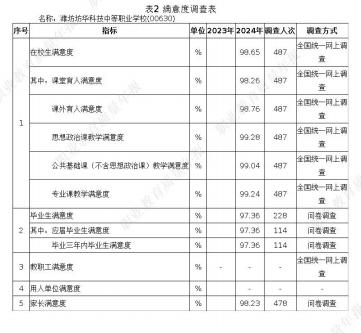 表2 满意度调查表
名称：潍坊坊华科技中等职业学校(00630)
序号 指标 单位 2023年 2024年 调查人次 调查方式
1 在校生满意度 % 98.65 487 全国统一网上调查
其中：课堂育人满意度 % 98.26 487 全国统一网上调查
课外育人满意度 % 98.76 487 全国统一网上调查
思想政治课教学满意度 % 99.28 487 全国统一网上调查
公共基础课（不含思想政治课）教学满意度 % 99.04 487 全国统一网上调查
专业课教学满意度 % 99.24 487 全国统一网上调查
2 毕业生满意度 % 97.36 228 问卷调查
其中：应届毕业生满意度 % 97.36 114 问卷调查
毕业三年内毕业生满意度 % 97.36 114 问卷调查
3 教职工满意度 % - - - 全国统一网上调查
4 用人单位满意度 % - - -
5 家长满意度 % 98.23 478 问卷调查